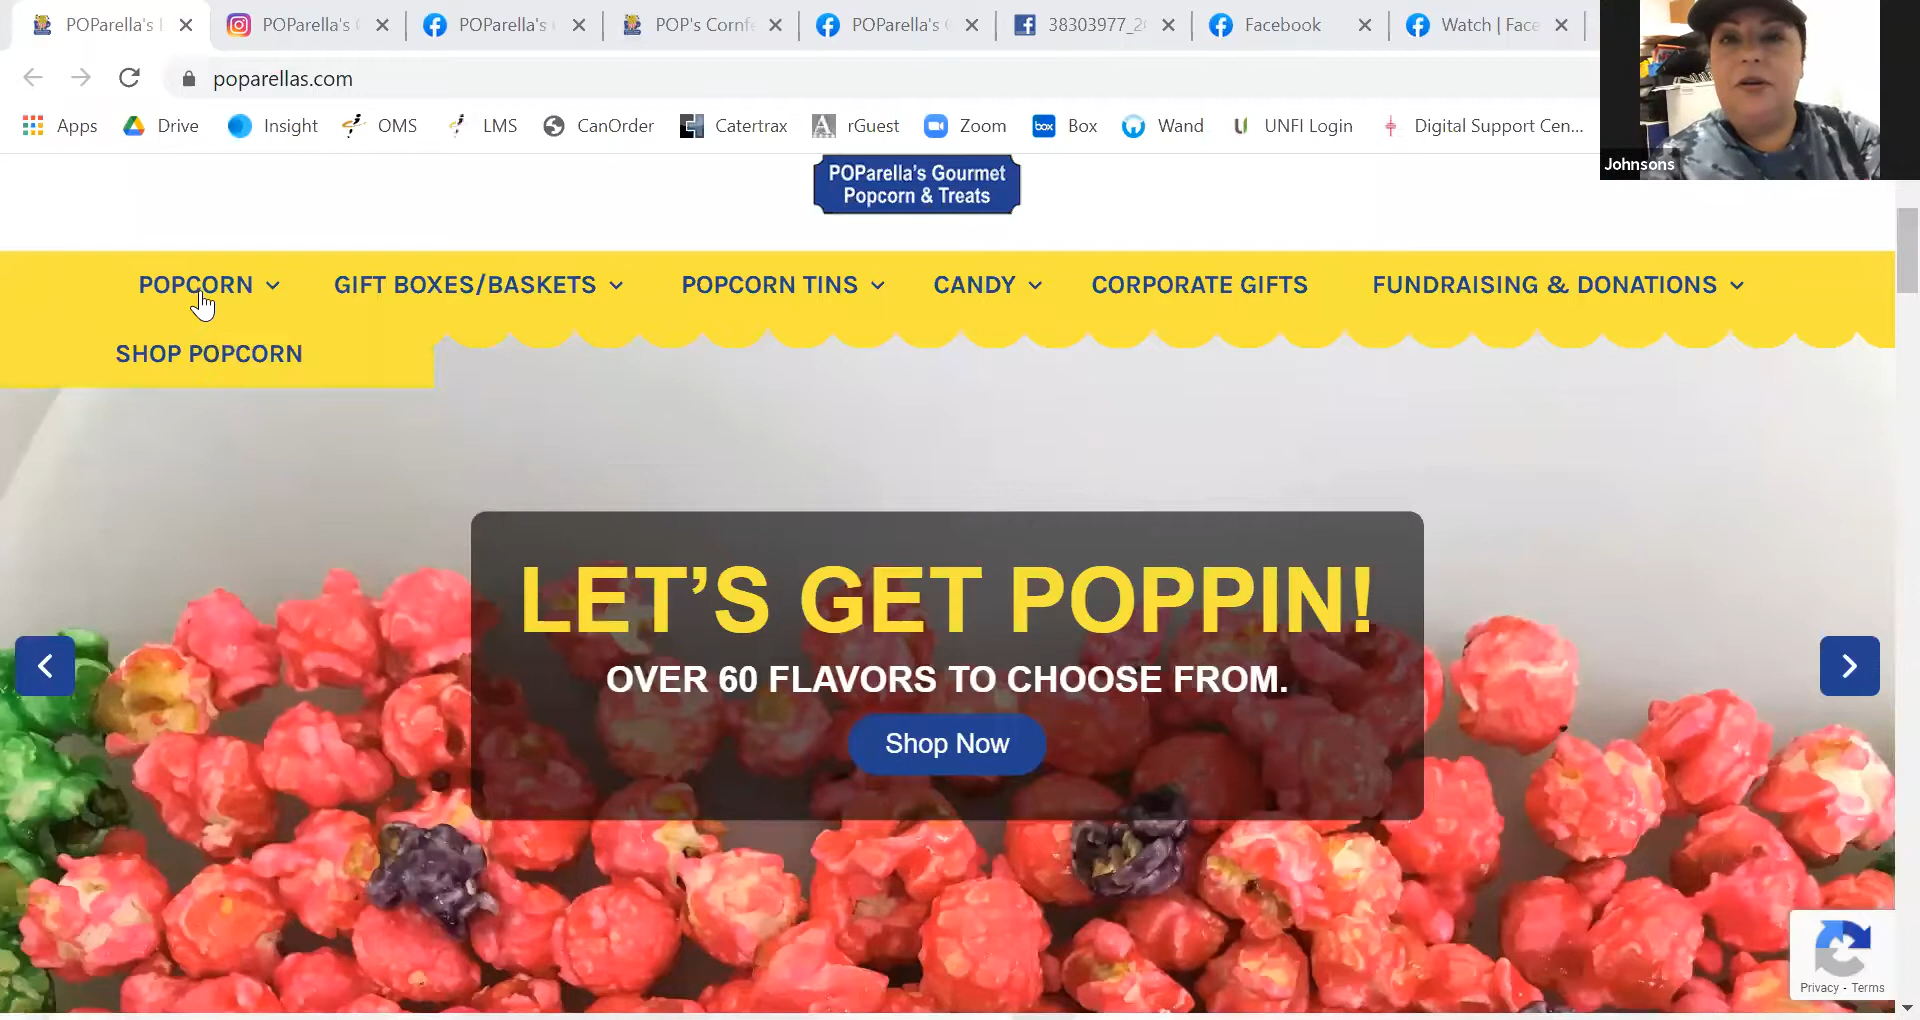 POParella's
POParella's
POParella's
POP's Cornfe
POParella's
38303977_2
Facebook
Watch | Face
poparellas.com
Apps
Drive
Insight
OMS
LMS
CanOrder
Catertrax
A
rGuest
Zoom
box
Box
Wand
UNFI Login
Digital Support Cen...
Johnsons
POParella's Gourmet
Popcorn & Treats
POPCORN
GIFT BOXES/BASKETS
POPCORN TINS
CANDY
CORPORATE GIFTS
FUNDRAISING & DONATIONS
SHOP POPCORN
LET'S GET POPPIN!
OVER 60 FLAVORS TO CHOOSE FROM.
Shop Now
Privacy - Terms